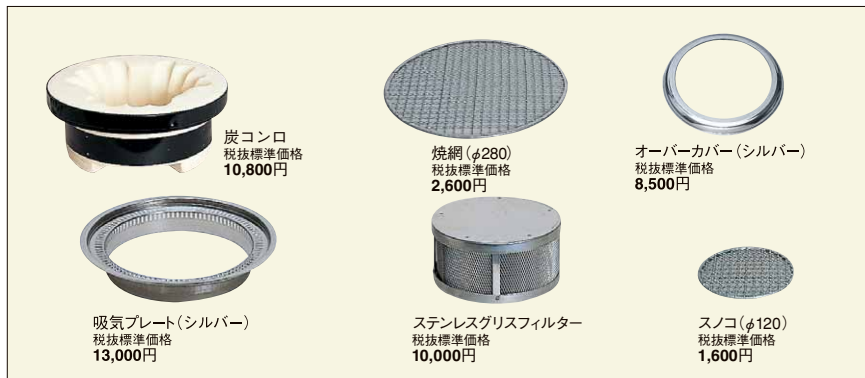 炭コンロ
税抜標準価格
10,800円
焼網(φ280)
税抜標準価格
2,600円
オーバーカバー(シルバー)
税抜標準価格
8,500円
吸気プレート(シルバー)
税抜標準価格
13,000円
ステンレスグリスフィルター
税抜標準価格
10,000円
スノコ(φ120)
税抜標準価格
1,600円